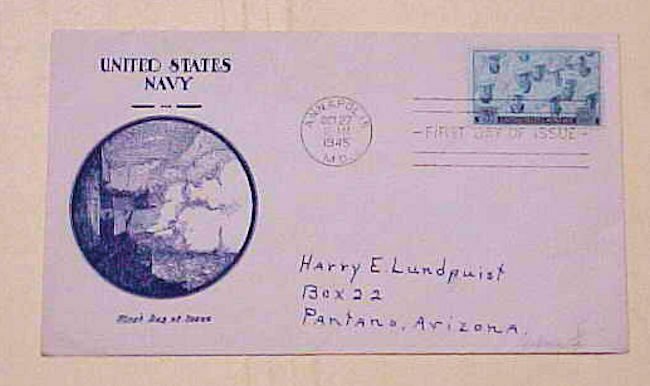 UNITED STATES
NAVY
First Day of Issue
ANNAPOLIS
OCT 27
1945
MD.
-FIRST DAY OF ISSUE-
Harry E. Lundquist
Box 22
Pantano, Arizona.